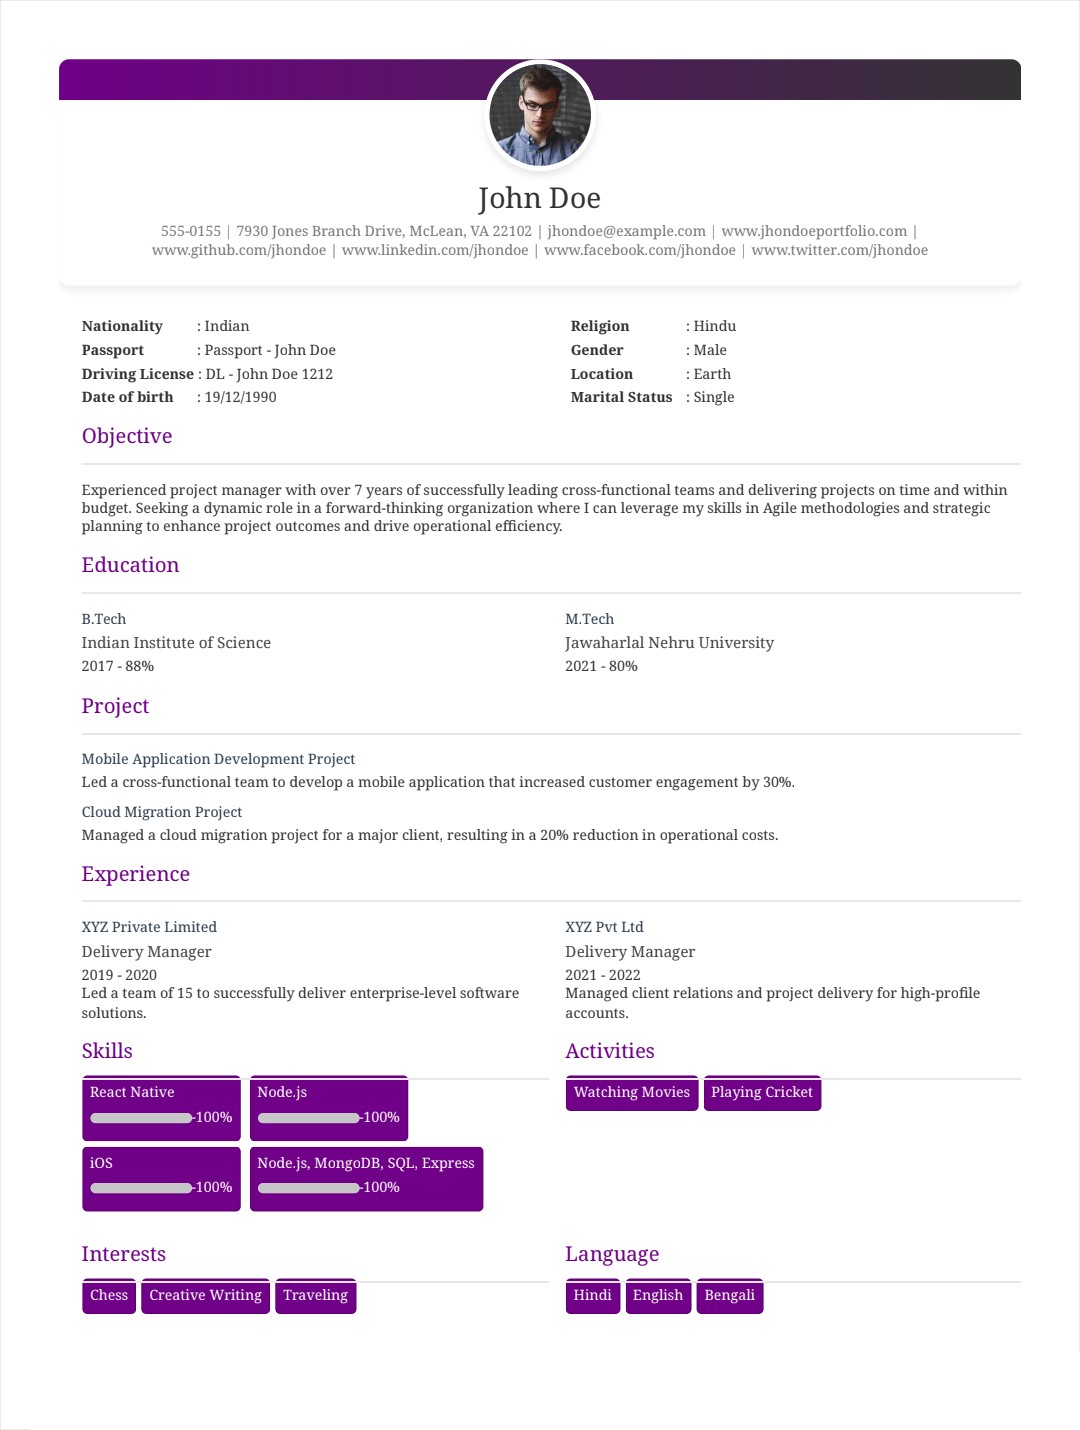 John Doe
555-0155 | 7930 Jones Branch Drive, McLean, VA 22102 | jhondoe@example.com | www.jhondoeportfolio.com |
www.github.com/jhondoe | www.linkedin.com/jhondoe | www.facebook.com/jhondoe | www.twitter.com/jhondoe
Nationality : Indian
Passport : Passport - John Doe
Driving License : DL - John Doe 1212
Date of birth : 19/12/1990
Religion : Hindu
Gender : Male
Location : Earth
Marital Status : Single
Objective
Experienced project manager with over 7 years of successfully leading cross-functional teams and delivering projects on time and within
budget. Seeking a dynamic role in a forward-thinking organization where I can leverage my skills in Agile methodologies and strategic
planning to enhance project outcomes and drive operational efficiency.
Education
B.Tech
Indian Institute of Science
2017 - 88%
M.Tech
Jawaharlal Nehru University
2021 - 80%
Project
Mobile Application Development Project
Led a cross-functional team to develop a mobile application that increased customer engagement by 30%.
Cloud Migration Project
Managed a cloud migration project for a major client, resulting in a 20% reduction in operational costs.
Experience
XYZ Private Limited
Delivery Manager
2019 - 2020
Led a team of 15 to successfully deliver enterprise-level software
solutions.
XYZ Pvt Ltd
Delivery Manager
2021 - 2022
Managed client relations and project delivery for high-profile
accounts.
Skills
React Native
-100%
Node.js
-100%
iOS
-100%
Node.js, MongoDB, SQL, Express
-100%
Activities
Watching Movies
Playing Cricket
Interests
Chess
Creative Writing
Traveling
Language
Hindi
English
Bengali